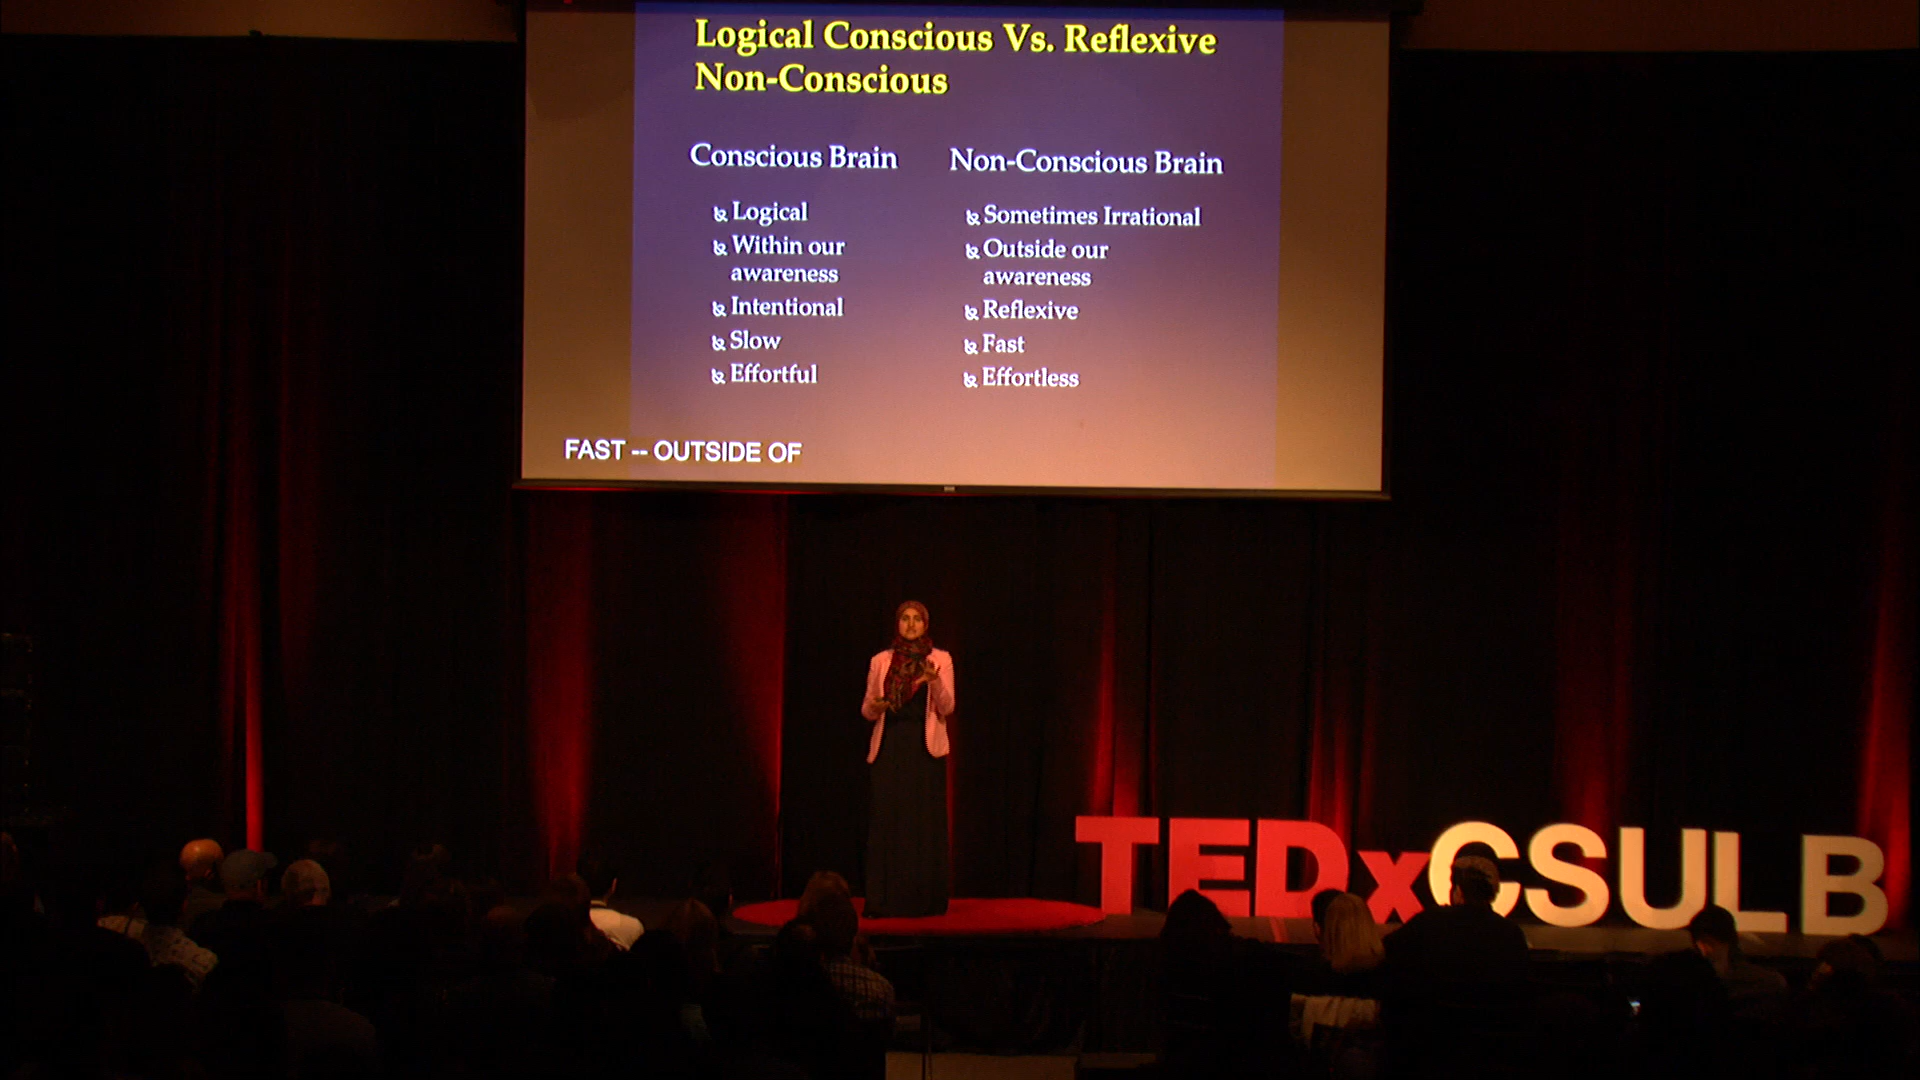 Logical Conscious Vs. Reflexive
Non-Conscious
Conscious Brain
Logical
Within our
awareness
Intentional
Slow
Effortful
Non-Conscious Brain
Sometimes Irrational
Outside our
awareness
Reflexive
Fast
Effortless
FAST -- OUTSIDE OF
TEDxCSULB